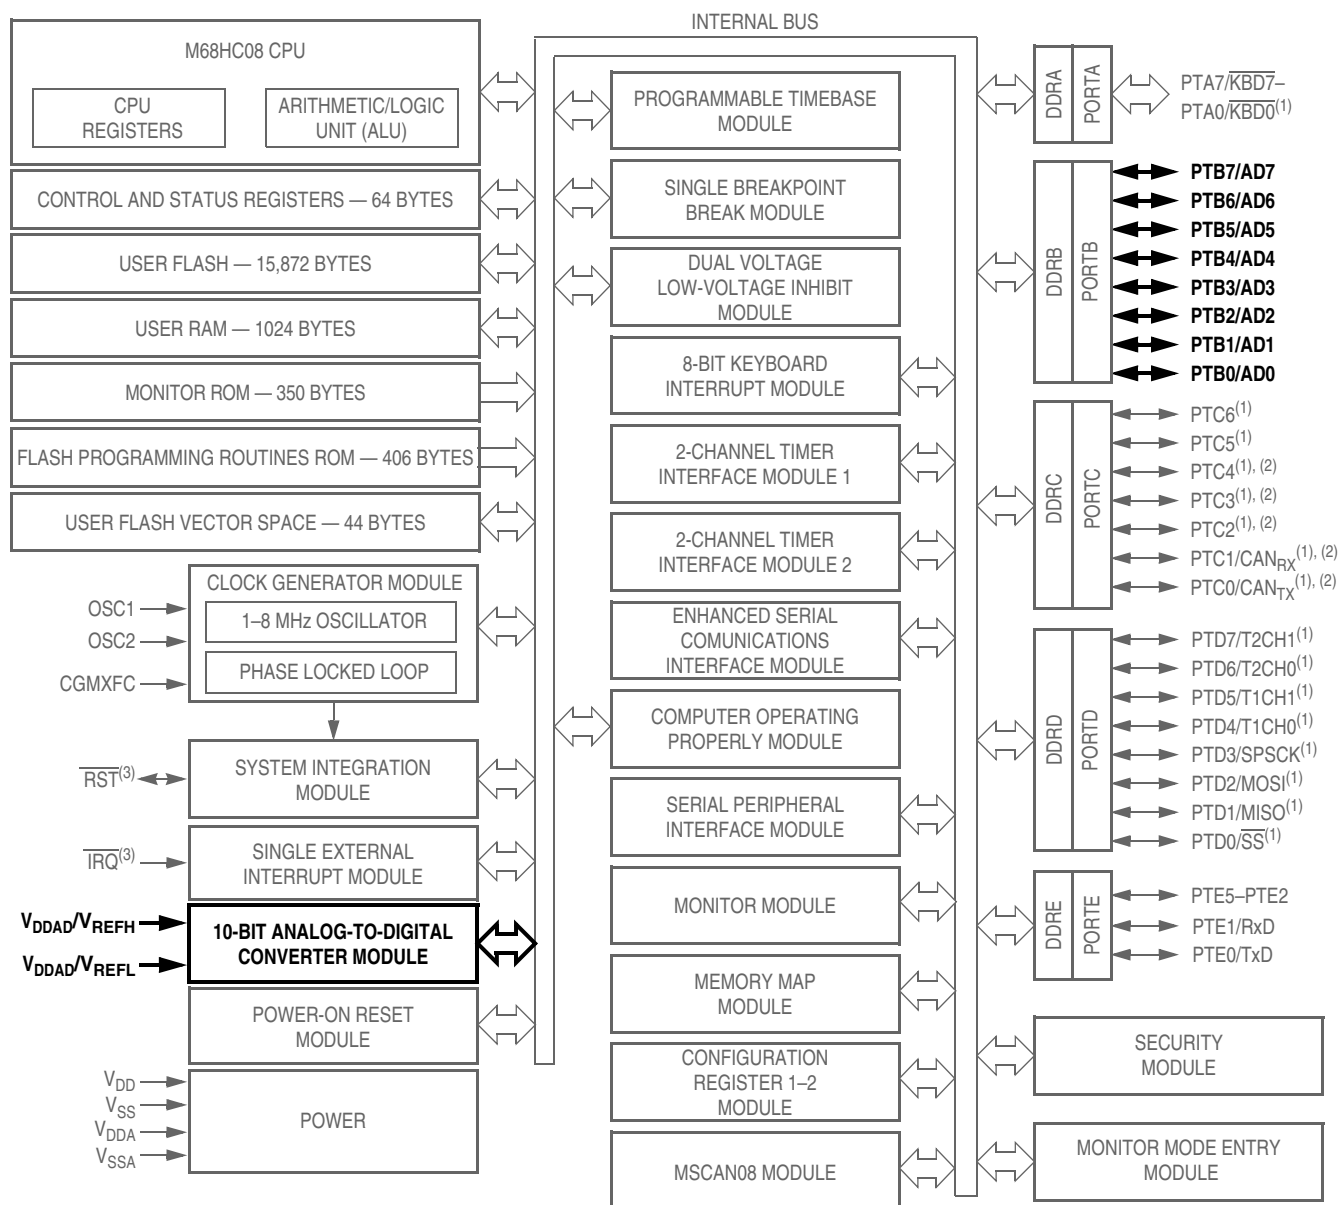 INTERNAL BUS
M68HC08 CPU
CPU
REGISTERS
ARITHMETIC/LOGIC
UNIT (ALU)
CONTROL AND STATUS REGISTERS — 64 BYTES
USER FLASH — 15,872 BYTES
USER RAM — 1024 BYTES
MONITOR ROM — 350 BYTES
FLASH PROGRAMMING ROUTINES ROM — 406 BYTES
USER FLASH VECTOR SPACE — 44 BYTES
CLOCK GENERATOR MODULE
1–8 MHz OSCILLATOR
PHASE LOCKED LOOP
OSC1
OSC2
CGMXFC
SYSTEM INTEGRATION
MODULE
RST(3)
SINGLE EXTERNAL
INTERRUPT MODULE
IRQ(3)
10-BIT ANALOG-TO-DIGITAL
CONVERTER MODULE
VDDAD/VREFH
VDDAD/VREFL
POWER-ON RESET
MODULE
POWER
VDD
VSS
VDDA
VSSA
PROGRAMMABLE TIMEBASE
MODULE
SINGLE BREAKPOINT
BREAK MODULE
DUAL VOLTAGE
LOW-VOLTAGE INHIBIT
MODULE
8-BIT KEYBOARD
INTERRUPT MODULE
2-CHANNEL TIMER
INTERFACE MODULE 1
2-CHANNEL TIMER
INTERFACE MODULE 2
ENHANCED SERIAL
COMUNICATIONS
INTERFACE MODULE
COMPUTER OPERATING
PROPERLY MODULE
SERIAL PERIPHERAL
INTERFACE MODULE
MONITOR MODULE
MEMORY MAP
MODULE
CONFIGURATION
REGISTER 1–2
MODULE
MSCAN08 MODULE
DDRA
PORTA
PTA7/KBD7–
PTA0/KBD0(1)
DDRB
PORTB
PTB7/AD7
PTB6/AD6
PTB5/AD5
PTB4/AD4
PTB3/AD3
PTB2/AD2
PTB1/AD1
PTB0/AD0
DDRC
PORTC
PTC6(1)
PTC5(1)
PTC4(1), (2)
PTC3(1), (2)
PTC2(1), (2)
PTC1/CANRX(1), (2)
PTC0/CANTX(1), (2)
DDRD
PORTD
PTD7/T2CH1(1)
PTD6/T2CH0(1)
PTD5/T1CH1(1)
PTD4/T1CH0(1)
PTD3/SPSCK(1)
PTD2/MOSI(1)
PTD1/MISO(1)
PTD0/SS(1)
DDRE
PORTE
PTE5–PTE2
PTE1/RxD
PTE0/TxD
SECURITY
MODULE
MONITOR MODE ENTRY
MODULE